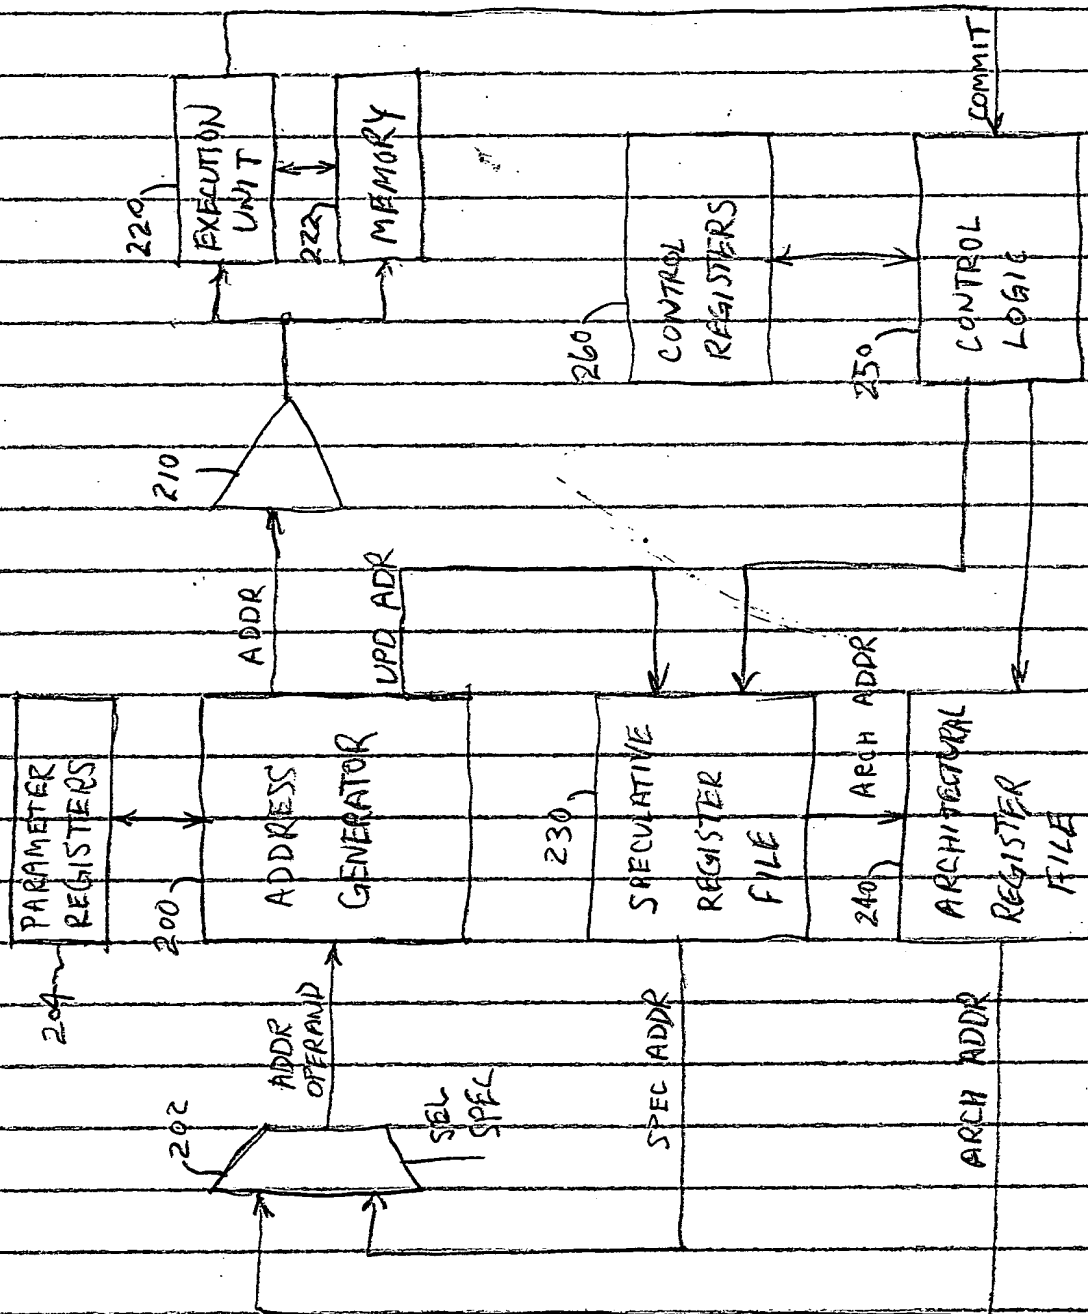 204
PARAMETER
REGISTERS
202
ADDR
OPERAND
SEL
SPEC
200
ADDRESS
GENERATOR
ADDR
UPD ADR
210
220
EXECUTION
UNIT
222
MEMORY
SPEC ADDR
230
SPECULATIVE
REGISTER
FILE
260
CONTROL
REGISTERS
ARCH ADDR
240
ARCH ADDR
ARCHITECTURAL
REGISTER
FILE
250
CONTROL
LOGIC
COMMIT